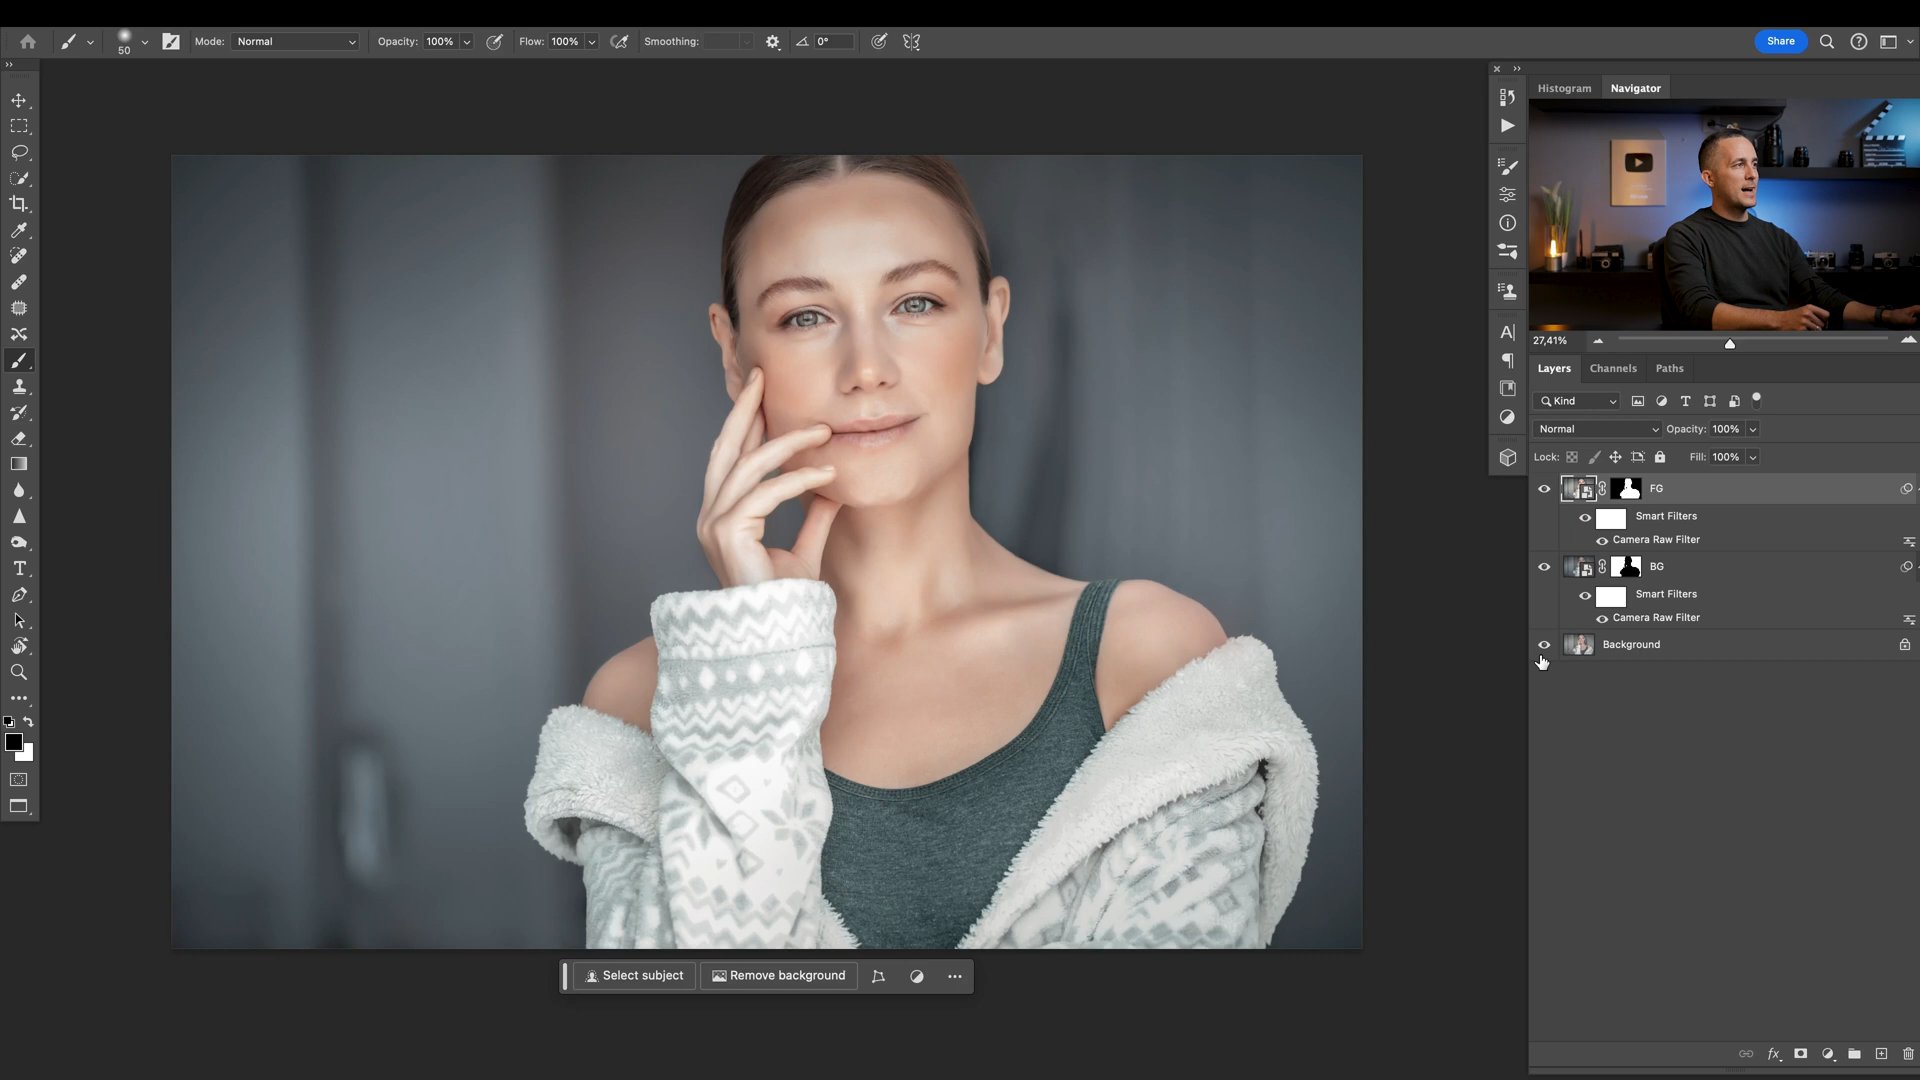 50
Mode: Normal
Opacity: 100%
Flow: 100%
Smoothing:
0°
Share
Histogram
Navigator
27,41%
Layers
Channels
Paths
Kind
Normal
Opacity: 100%
Lock:
Fill: 100%
FG
Smart Filters
Camera Raw Filter
BG
Smart Filters
Camera Raw Filter
Background
Select subject
Remove background